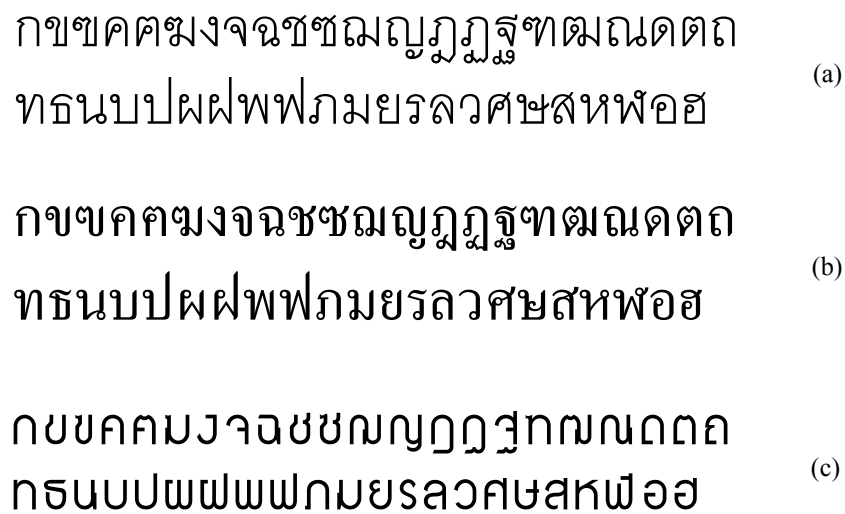 กขฃคฅฆงจฉชซฌญฎฏฐฑฒณดตถ
ทธนบปผฝพฟภมยรลวศษสหฬอฮ
(a)
กขฃคฅฆงจฉชซฌญฎฏฐฑฒณดตถ
ทธนบปผฝพฟภมยรลวศษสหฬอฮ
(b)
กขฃคฅฆงจฉชซฌญฎฏฐฑฒณดตถ
ทธนบปผฝพฟภมยรลวศษสหฬอฮ
(c)